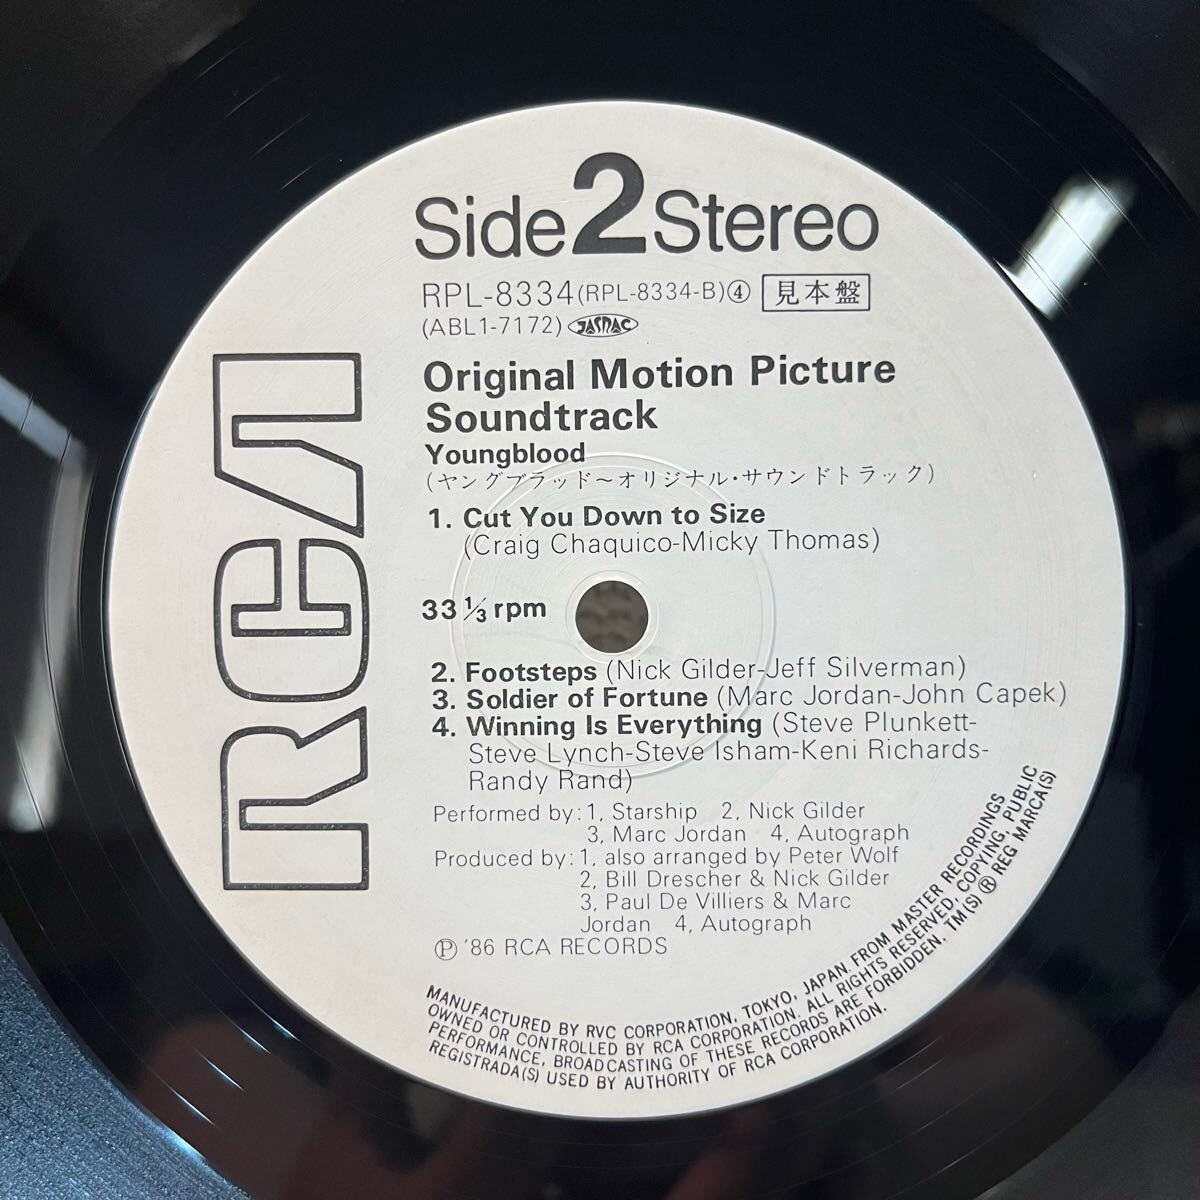 Side 2 Stereo
RPL-8334 (RPL-8334-B) ④ 見本盤
(ABL1-7172) JASRAC
RCA
Original Motion Picture
Soundtrack
Youngblood
(ヤングブラッド〜オリジナル・サウンドトラック)
1. Cut You Down to Size
(Craig Chaquico-Micky Thomas)
33 1/3 rpm
2. Footsteps (Nick Gilder-Jeff Silverman)
3. Soldier of Fortune (Marc Jordan-John Capek)
4. Winning Is Everything (Steve Plunkett-
Steve Lynch-Steve Isham-Keni Richards-
Randy Rand)
Performed by: 1, Starship 2, Nick Gilder
3, Marc Jordan 4, Autograph
Produced by: 1, also arranged by Peter Wolf
2, Bill Drescher & Nick Gilder
3, Paul De Villiers & Marc
Jordan 4, Autograph
Ⓟ '86 RCA RECORDS
MANUFACTURED BY RVC CORPORATION, TOKYO, JAPAN. FROM MASTER RECORDINGS
OWNED OR CONTROLLED BY RCA CORPORATION. ALL RIGHTS RESERVED, COPYING, PUBLIC
PERFORMANCE, BROADCASTING OF THESE RECORDS ARE FORBIDDEN. TM(S) ® REG MARCA(S)
REGISTRADA(S) USED BY AUTHORITY OF RCA CORPORATION.